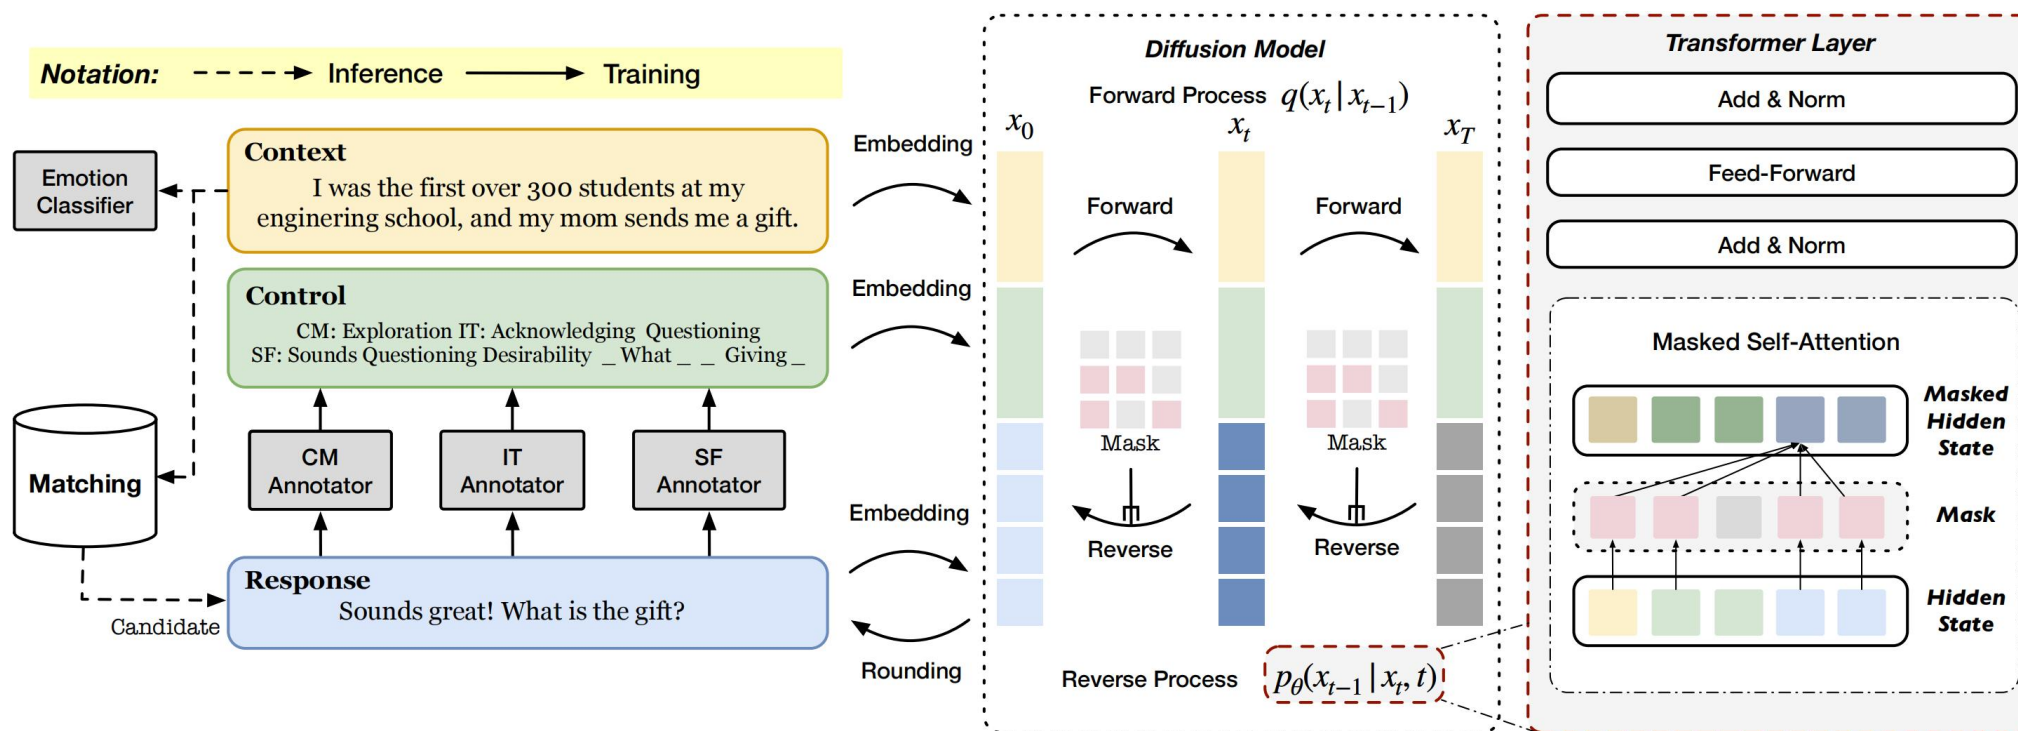 Notation:
Inference
Training
Emotion
Classifier
Context
I was the first over 300 students at my
enginering school, and my mom sends me a gift.
Control
CM: Exploration IT: Acknowledging Questioning
SF: Sounds Questioning Desirability _ What _ _ Giving _
CM
Annotator
IT
Annotator
SF
Annotator
Matching
Candidate
Response
Sounds great! What is the gift?
Embedding
Embedding
Embedding
Rounding
Diffusion Model
Forward Process q(x_t | x_{t-1})
x_0
x_t
x_T
Forward
Forward
Mask
Mask
Reverse
Reverse
Reverse Process p_θ(x_{t-1} | x_t, t)
Transformer Layer
Add & Norm
Feed-Forward
Add & Norm
Masked Self-Attention
Masked
Hidden
State
Mask
Hidden
State